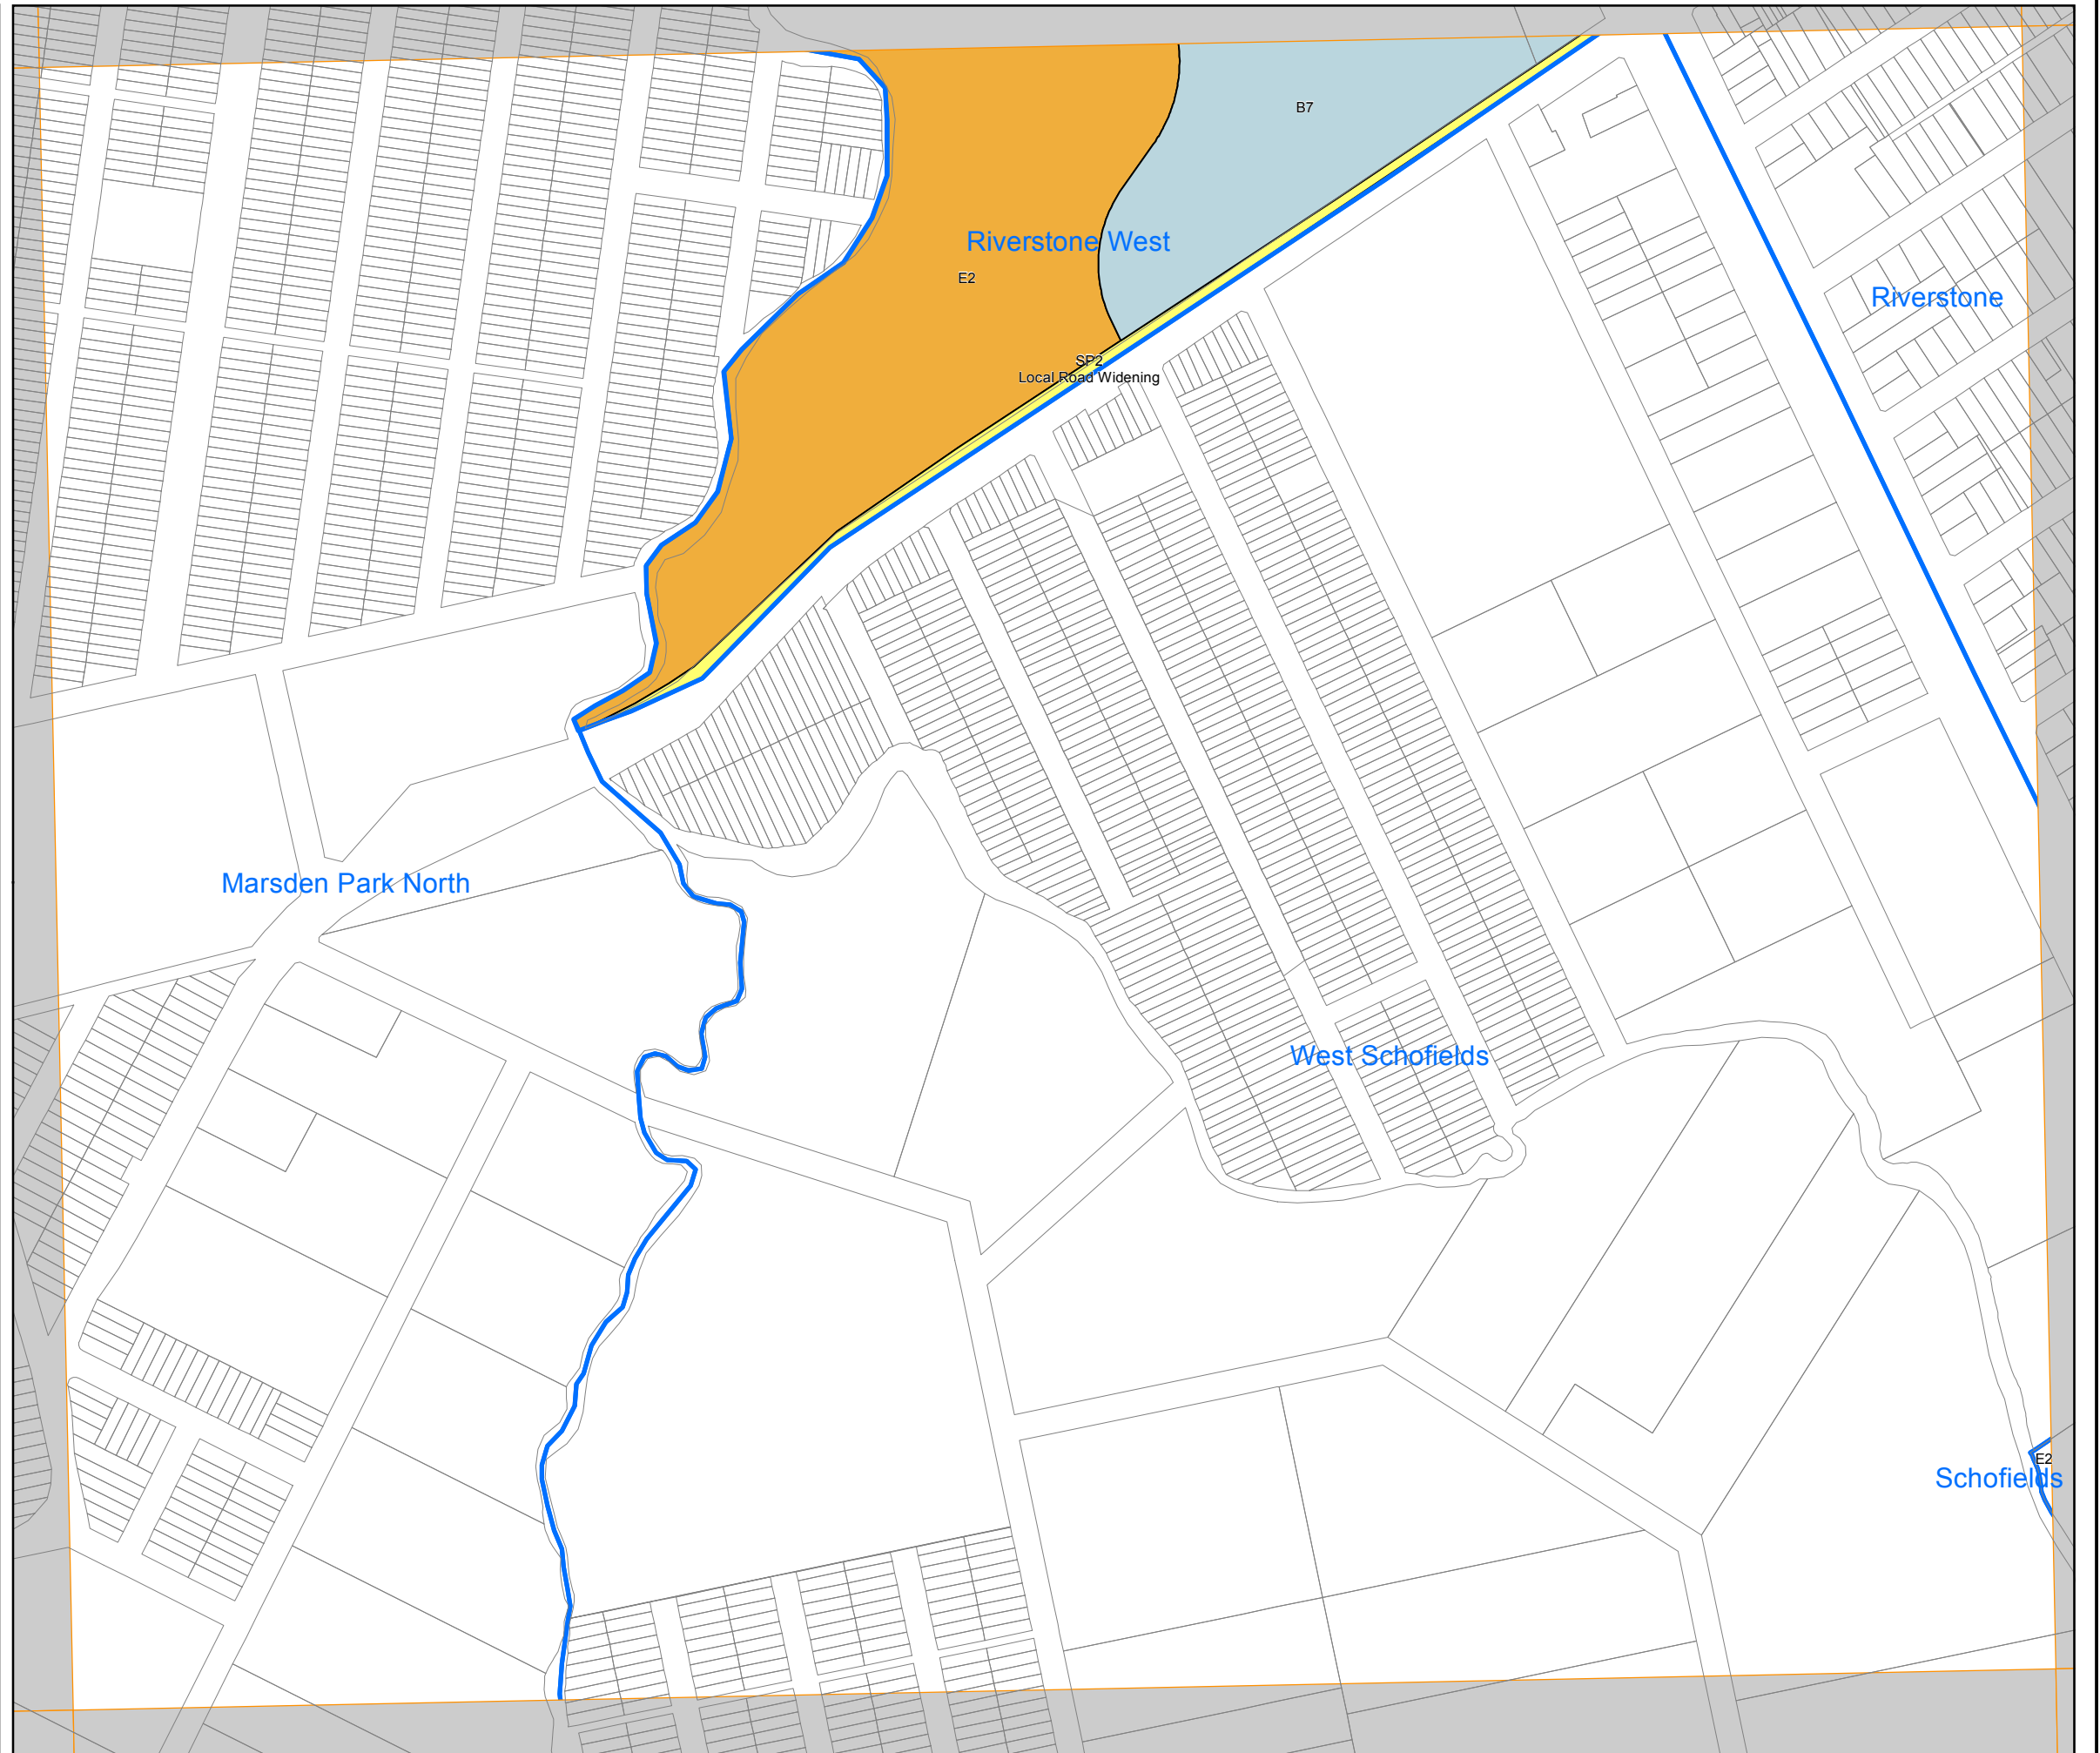 B7
Riverstone West
E2
Riverstone
SP2
Local Road Widening
Marsden Park North
West Schofields
E2
Schofields